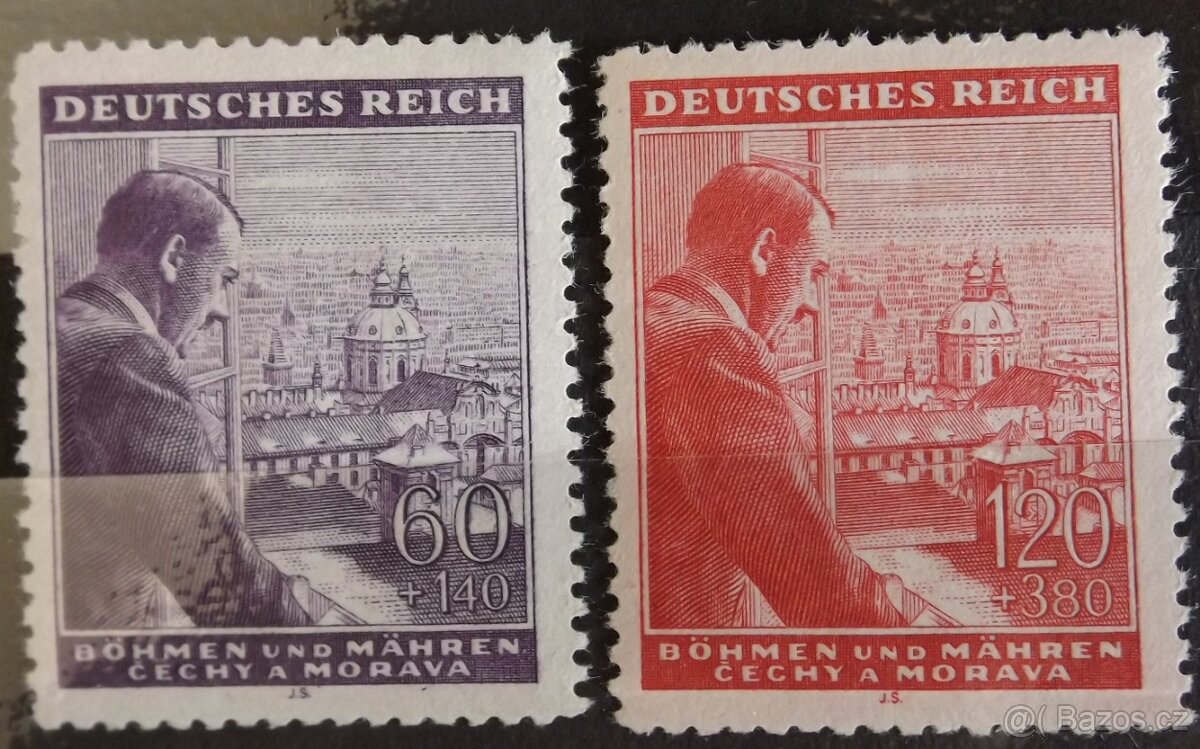 DEUTSCHES REICH
60
+ 140
BÖHMEN UND MÄHREN
ČECHY A MORAVA
J.S.
DEUTSCHES REICH
120
+ 380
BÖHMEN UND MÄHREN
ČECHY A MORAVA
J.S.
@( Bazos.cz